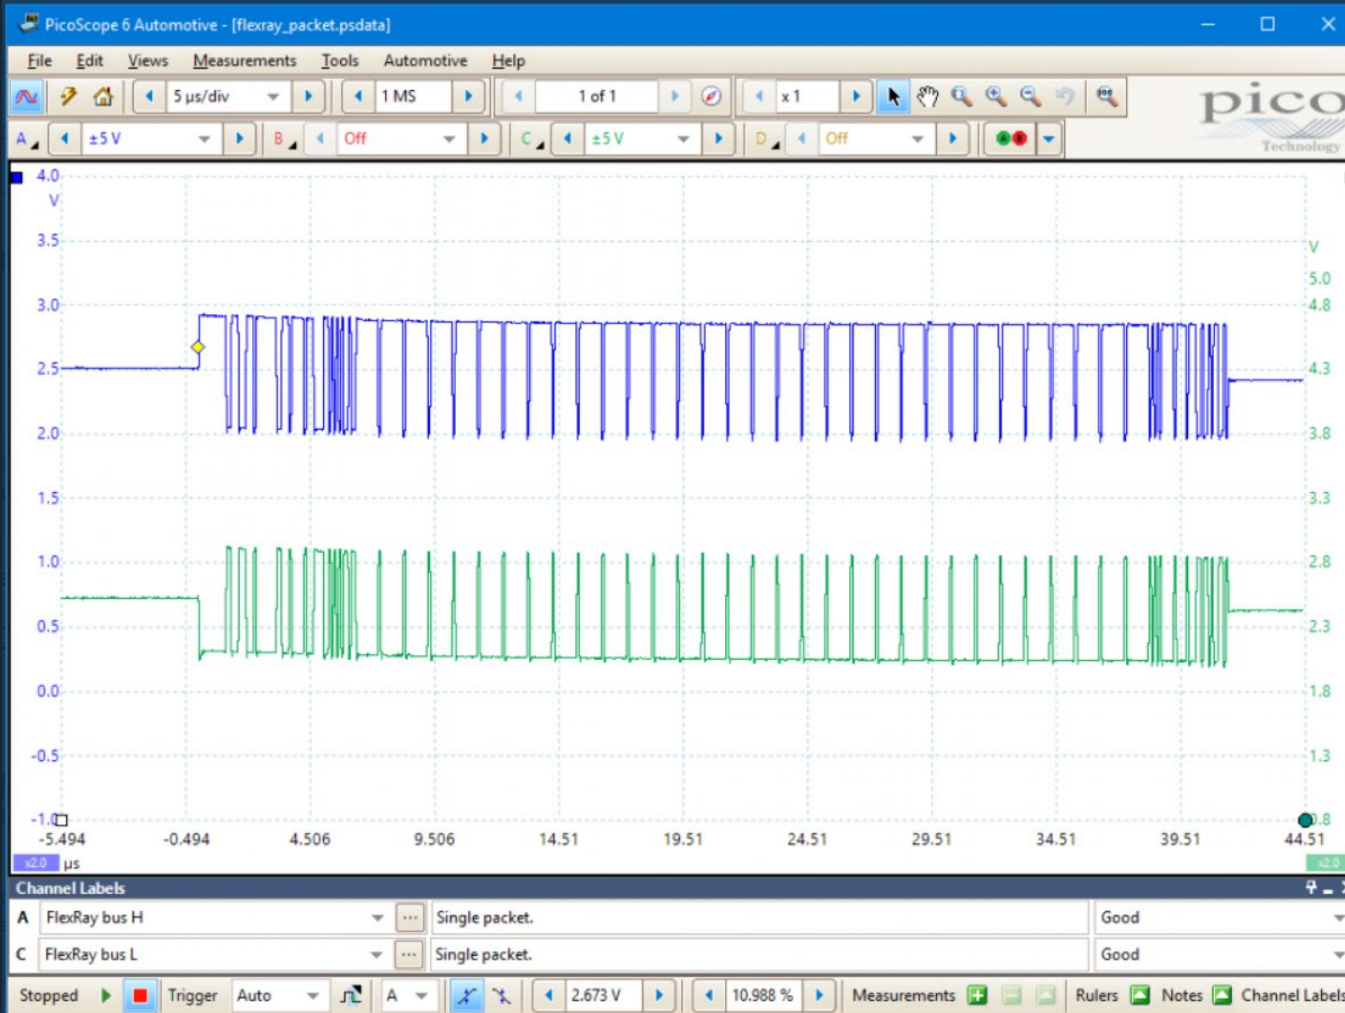 PicoScope 6 Automotive - [flexray_packet.psdata]
File Edit Views Measurements Tools Automotive Help
5 µs/div 1 MS 1 of 1 x 1
pico
Technology
A ±5 V B Off C ±5 V D Off
4.0
V
3.5
V
5.0
3.0 4.8
2.5 4.3
2.0 3.8
1.5 3.3
1.0 2.8
0.5 2.3
0.0 1.8
-0.5 1.3
-1.0 0.8
-5.494 -0.494 4.506 9.506 14.51 19.51 24.51 29.51 34.51 39.51 44.51
x2.0 µs x2.0
Channel Labels
A FlexRay bus H ... Single packet. Good
C FlexRay bus L ... Single packet. Good
Stopped Trigger Auto A 2.673 V 10.988 % Measurements Rulers Notes Channel Labels